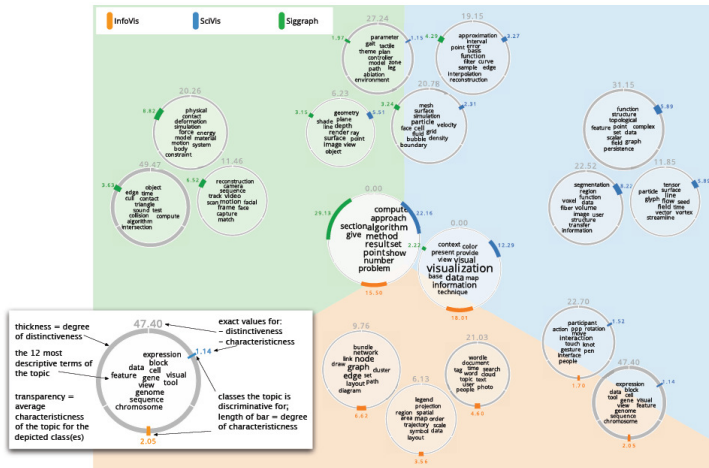 InfoVis
SciVis
Siggraph
27.24
1.57
1.15
parameter
gait tactile
theme plan
controller
model zone
path leg
ablation
environment
19.15
4.29
3.27
approximation
interval
point error
basis
function
filter curve
sample edge
interpolation
reconstruction
20.26
6.62
physical
contact
deformation
simulation
force energy
model material
motion system
body
constraint
6.23
3.15
5.51
geometry
shade plane
line depth
render ray
surface point
image view
object
20.78
3.24
2.31
mesh
surface
simulation
particle
face cell velocity
fluid grid
bubble density
boundary
31.15
5.89
function
structure
topological
feature point complex
set data
scalar
field graph
persistence
49.47
3.63
object
edge time
cull contact
triangle
sound test
collision compute
algorithm
intersection
11.46
6.52
reconstruction
camera
sequence
track video
scan motion facial
frame face
capture
match
22.52
6.22
segmentation
region
function
voxel data
fiber volume
image user
structure
transfer
information
11.85
tensor
surface
particle line
glyph flow seed
field time
vector vortex
streamline
0.00
29.18
22.16
15.50
compute
approach
section algorithm
give method
result set
point show
number
problem
0.00
2.22
13.29
18.01
context color
present provide
view visual
visualization
base data map
information
technique
9.76
6.62
bundle
network
link node
draw graph cluster
edge set
layout path
diagram
21.03
4.60
wordle
document
tag time search
word cloud
topic text
user
people photo
6.13
3.54
legend
projection
region spatial
area map order
trajectory scale
symbol data
layout
22.70
1.52
1.79
participant
action app rotation
move
interaction
touch knot
gesture pen
interface
people
47.40
1.14
2.05
expression
block
data cell
tool gene visual
view feature
genome
sequence
chromosome
thickness = degree
of distinctiveness
the 12 most
descriptive terms of
the topic
transparency =
average
characteristicness
of the topic for the
depicted class(es)
47.40
1.14
expression
block
data cell
feature gene visual
view tool
genome
sequence
chromosome
2.05
exact values for:
- distinctiveness
- characteristicness
classes the topic is
discriminative for;
length of bar = degree
of characteristicness